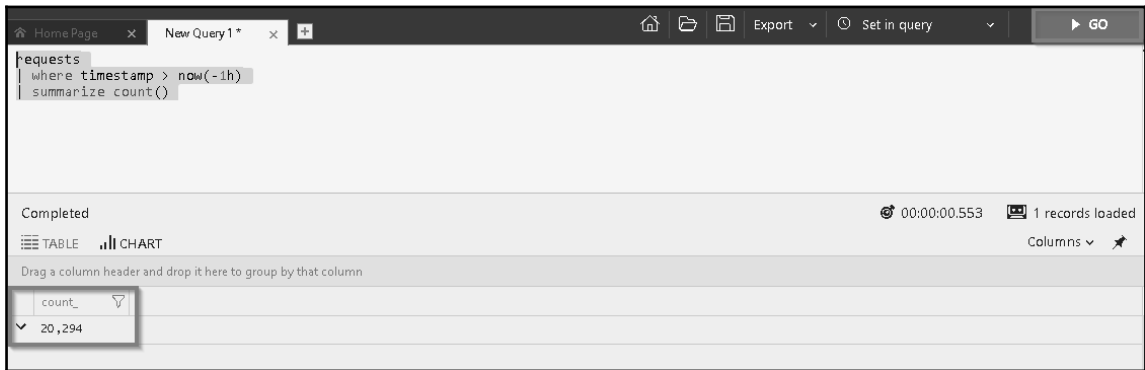 Home Page × New Query 1* × + Export Set in query GO
requests
| where timestamp > now(-1h)
| summarize count()
Completed 00:00:00.553 1 records loaded
TABLE CHART Columns
Drag a column header and drop it here to group by that column
count_
20,294